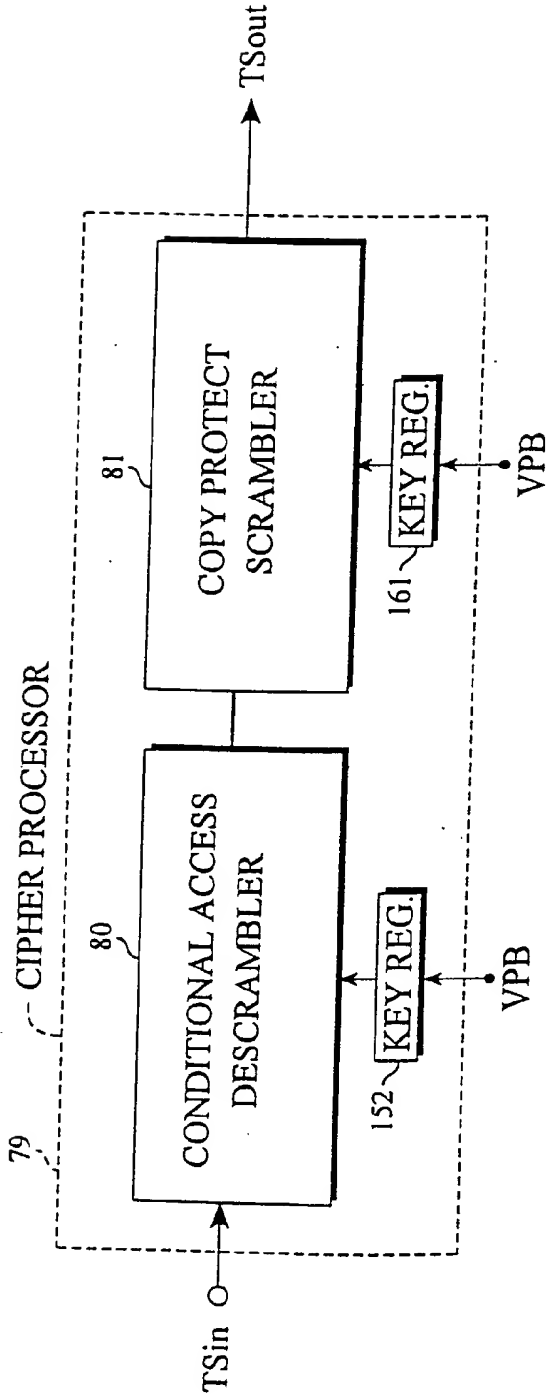 79
CIPHER PROCESSOR
TSin
80
CONDITIONAL ACCESS
DESCRAMBLER
152
KEY REG.
VPB
81
COPY PROTECT
SCRAMBLER
161
KEY REG.
VPB
TSout